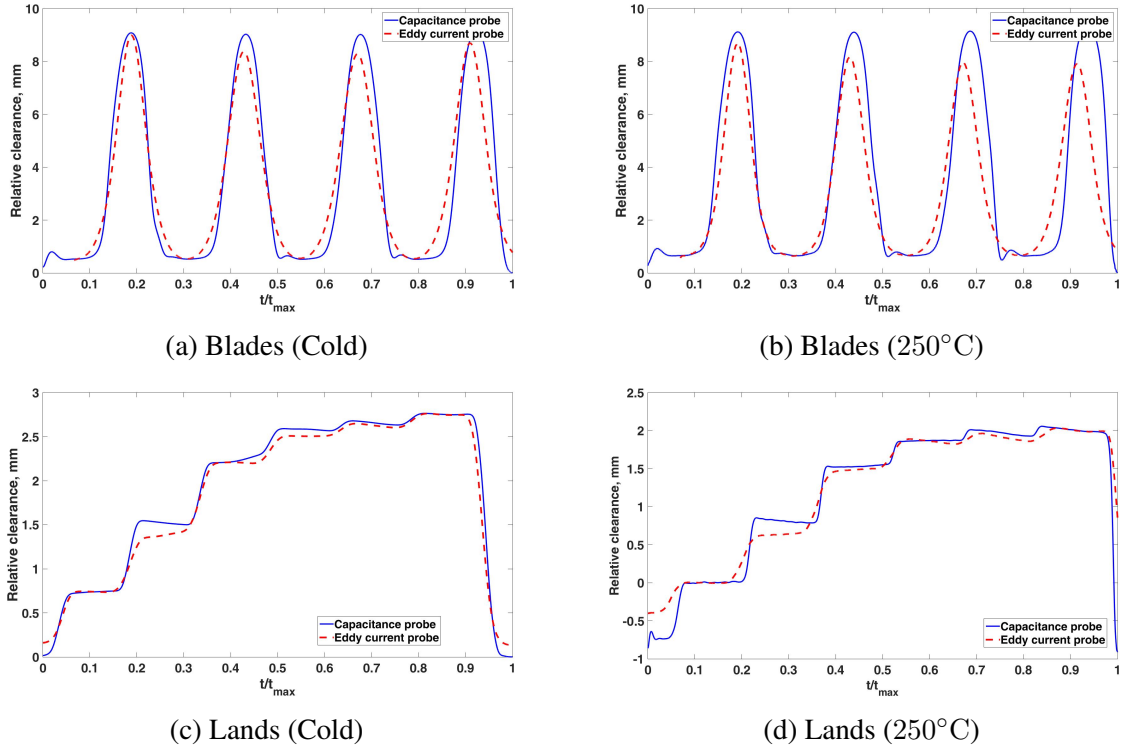 10
8
6
4
2
0
Relative clearance, mm
0 0.1 0.2 0.3 0.4 0.5 0.6 0.7 0.8 0.9 1
t/tmax
Capacitance probe
Eddy current probe
(a) Blades (Cold)
10
8
6
4
2
0
Relative clearance, mm
0 0.1 0.2 0.3 0.4 0.5 0.6 0.7 0.8 0.9 1
t/tmax
Capacitance probe
Eddy current probe
(b) Blades (250°C)
3
2.5
2
1.5
1
0.5
0
Relative clearance, mm
0 0.1 0.2 0.3 0.4 0.5 0.6 0.7 0.8 0.9 1
t/tmax
Capacitance probe
Eddy current probe
(c) Lands (Cold)
2.5
2
1.5
1
0.5
0
-0.5
-1
Relative clearance, mm
0 0.1 0.2 0.3 0.4 0.5 0.6 0.7 0.8 0.9 1
t/tmax
Capacitance probe
Eddy current probe
(d) Lands (250°C)